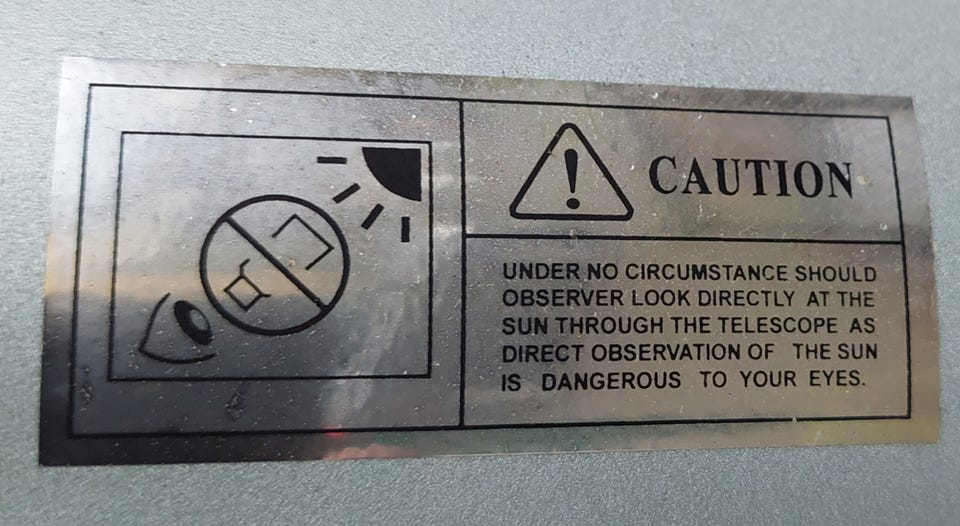 CAUTION
UNDER NO CIRCUMSTANCE SHOULD
OBSERVER LOOK DIRECTLY AT THE
SUN THROUGH THE TELESCOPE AS
DIRECT OBSERVATION OF THE SUN
IS DANGEROUS TO YOUR EYES.